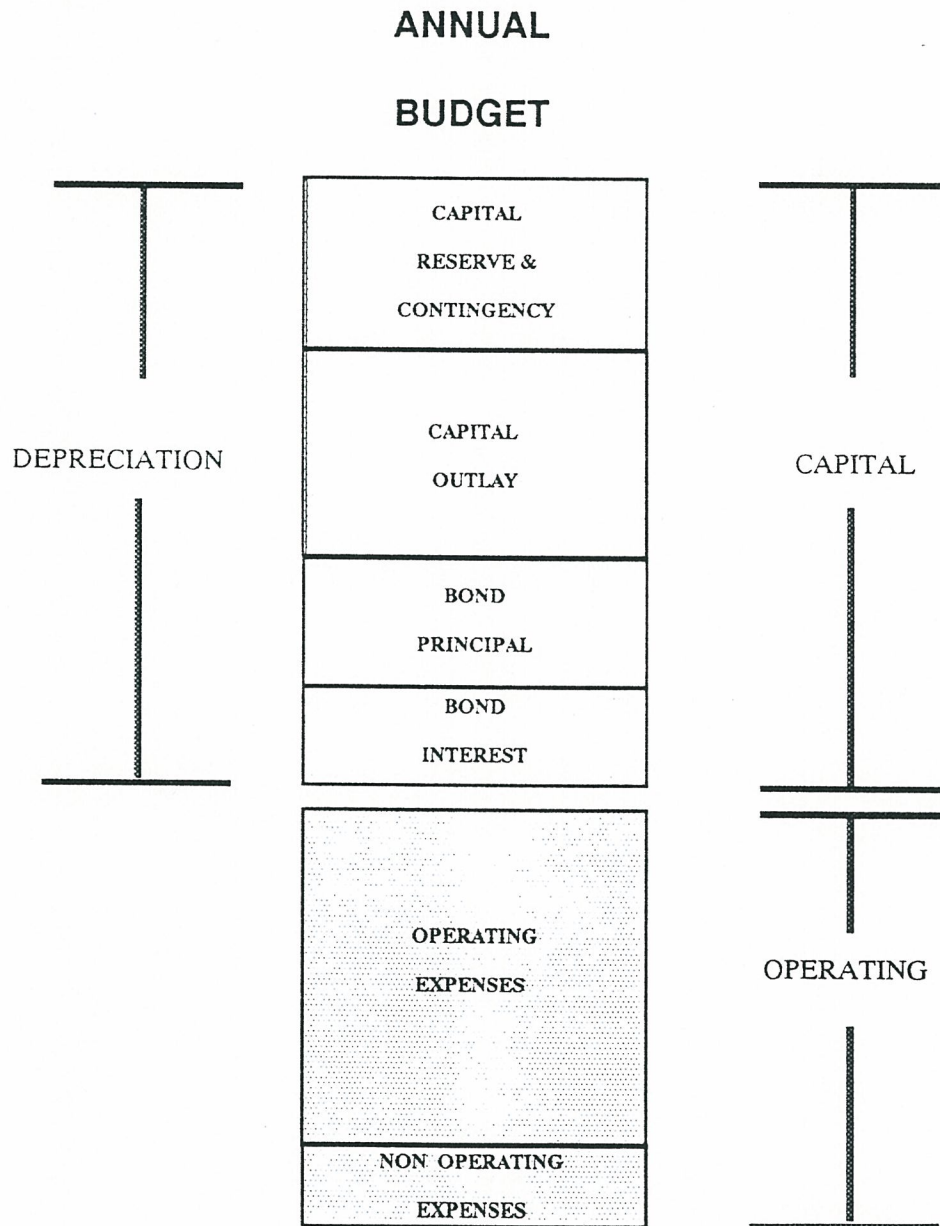 ANNUAL
BUDGET
CAPITAL
RESERVE &
CONTINGENCY
CAPITAL
OUTLAY
DEPRECIATION
CAPITAL
BOND
PRINCIPAL
BOND
INTEREST
OPERATING
EXPENSES
OPERATING
NON OPERATING
EXPENSES